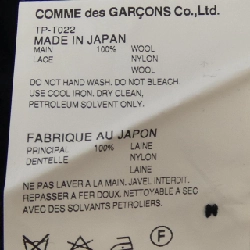 COMME des GARÇONS Co.,Ltd.
TP-T022
MADE IN JAPAN
MAIN 100% WOOL
LACE NYLON
WOOL
DO NOT HAND WASH. DO NOT BLEACH.
USE COOL IRON. DRY CLEAN,
PETROLEUM SOLVENT ONLY.
FABRIQUE AU JAPON
PRINCIPAL 100% LAINE
DENTELLE NYLON
LAINE
NE PAS LAVER A LA MAIN. JAVEL INTERDIT.
REPASSER A FER DOUX. NETTOYABLE A SEC
AVEC DES SOLVANTS PETROLIERS.